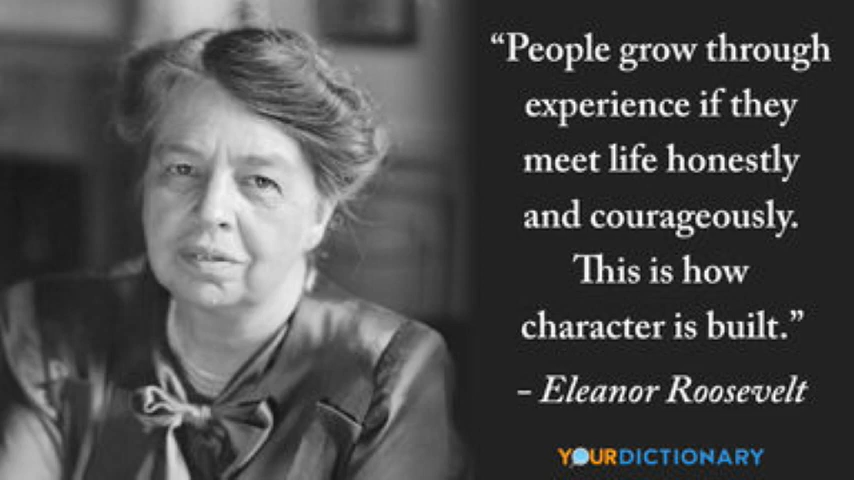 “People grow through
experience if they
meet life honestly
and courageously.
This is how
character is built.”
– Eleanor Roosevelt
YOURDICTIONARY